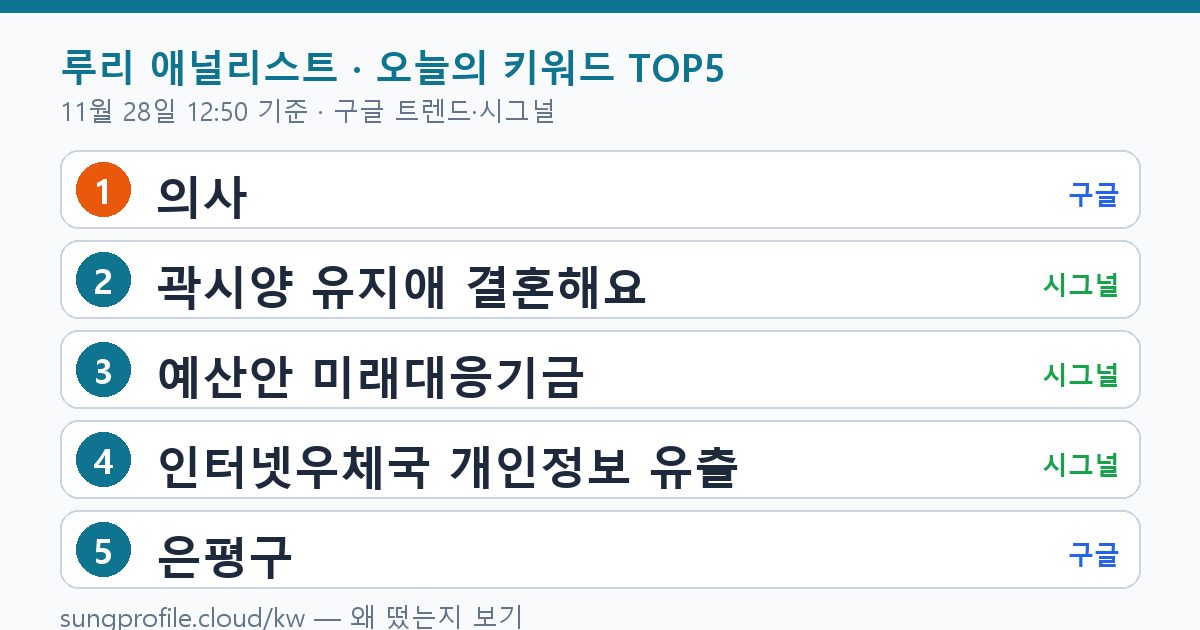 루리 애널리스트 · 오늘의 키워드 TOP5
11월 28일 12:50 기준 · 구글 트렌드·시그널
1 의사 구글
2 곽시양 유지애 결혼해요 시그널
3 예산안 미래대응기금 시그널
4 인터넷우체국 개인정보 유출 시그널
5 은평구 구글
sungprofile.cloud/kw — 왜 떴는지 보기